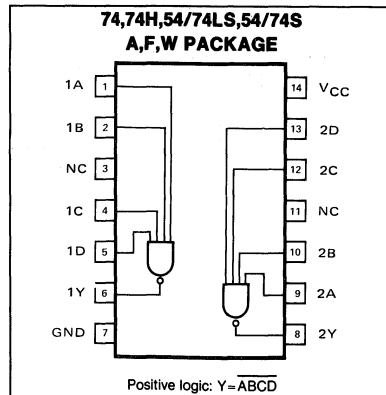 74,74H,54/74LS,54/74S
A,F,W PACKAGE
1A 1 14 VCC
1B 2 13 2D
NC 3 12 2C
1C 4 11 NC
1D 5 10 2B
1Y 6 9 2A
GND 7 8 2Y
Positive logic: Y=ABCD